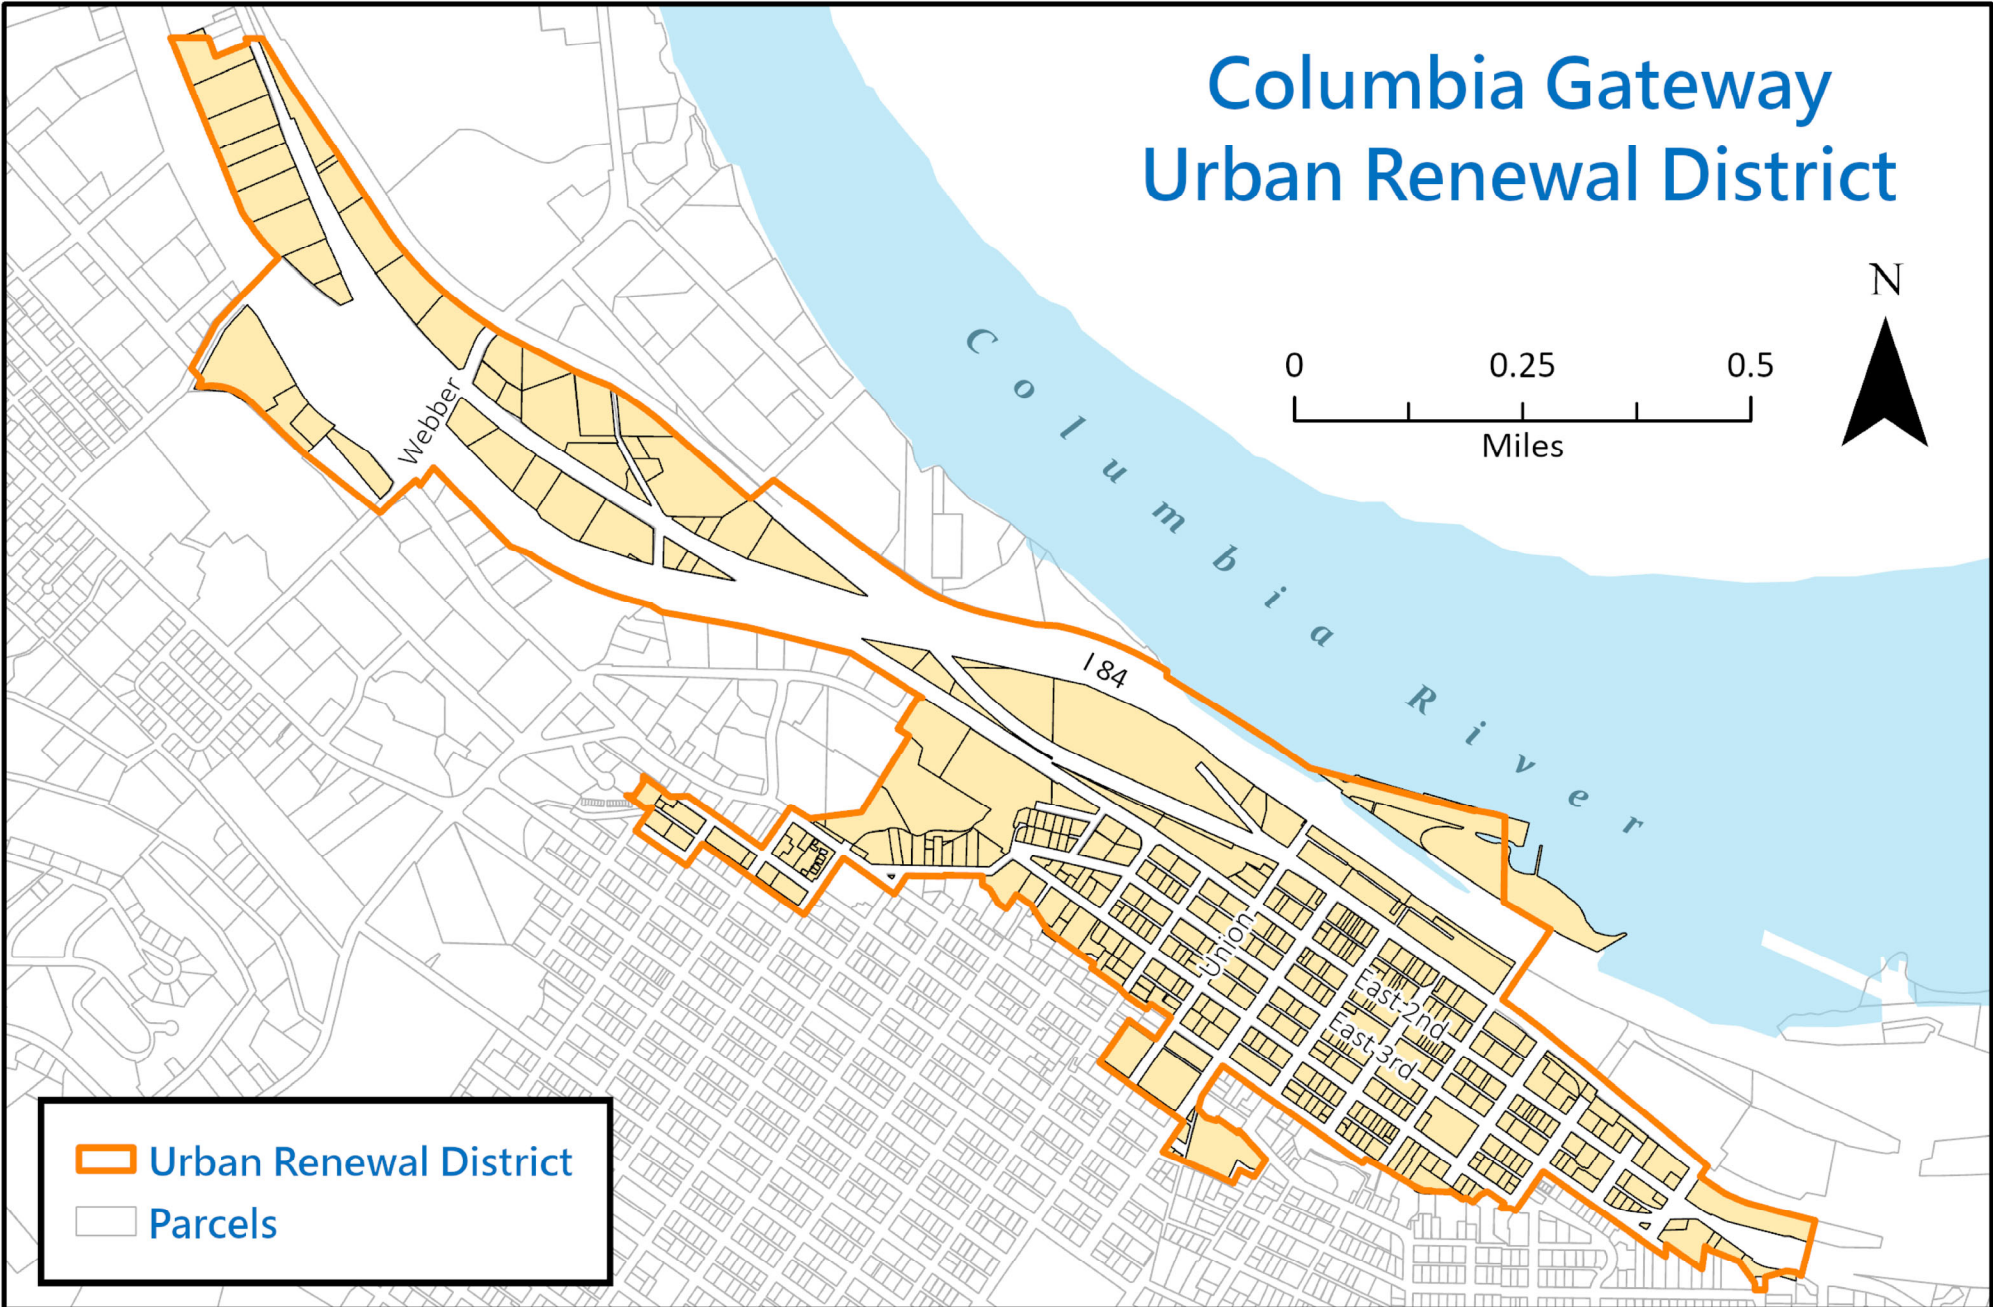 Columbia Gateway
Urban Renewal District
N
0 0.25 0.5
Miles
Columbia River
Webber
I 84
Union
East 2nd
East 3rd
Urban Renewal District
Parcels